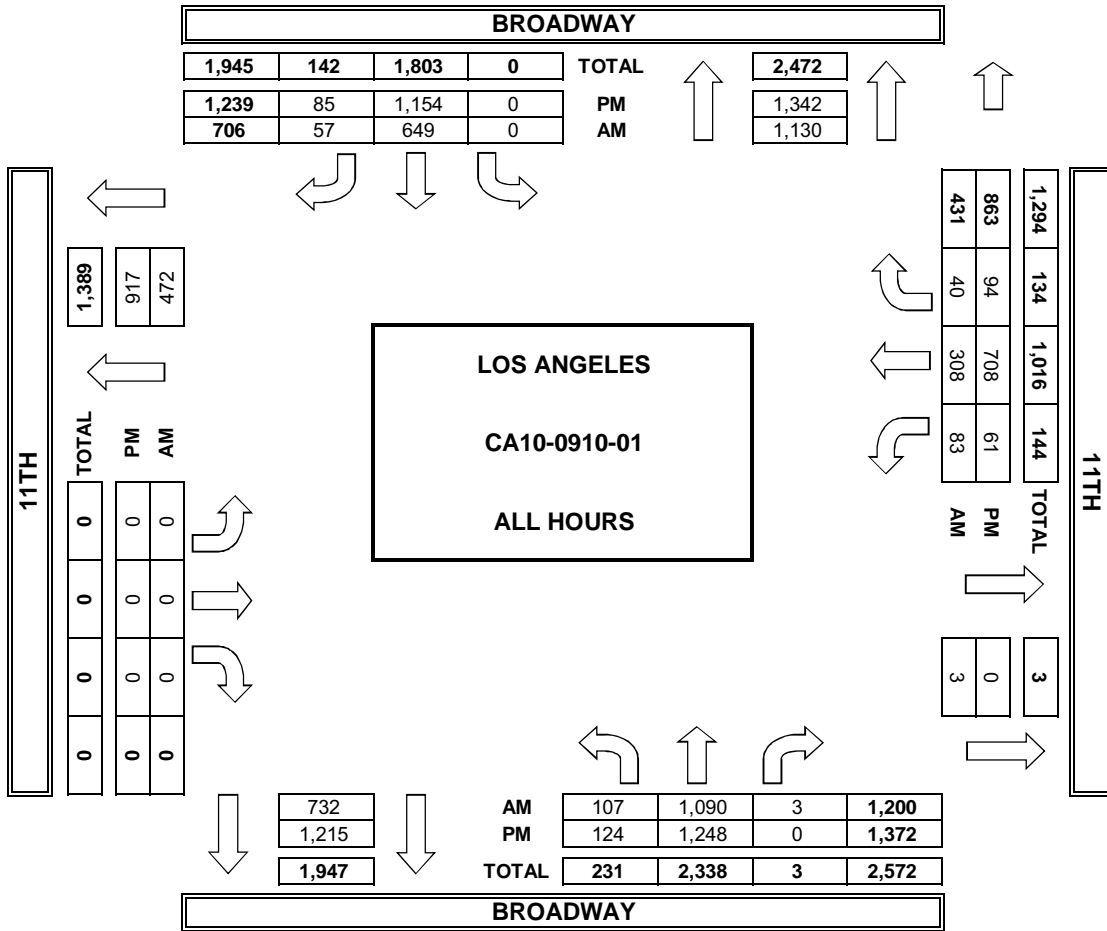 BROADWAY
1,945 142 1,803 0 TOTAL 2,472
1,239 85 1,154 0 PM 1,342
706 57 649 0 AM 1,130
11TH
1,389
917
472
TOTAL
PM
AM
0 0 0
0 0 0
0 0 0
0 0 0
LOS ANGELES
CA10-0910-01
ALL HOURS
431 863 1,294
40 94 134
308 708 1,016
83 61 144
AM PM TOTAL
3 0 3
11TH
732 AM 107 1,090 3 1,200
1,215 PM 124 1,248 0 1,372
1,947 TOTAL 231 2,338 3 2,572
BROADWAY